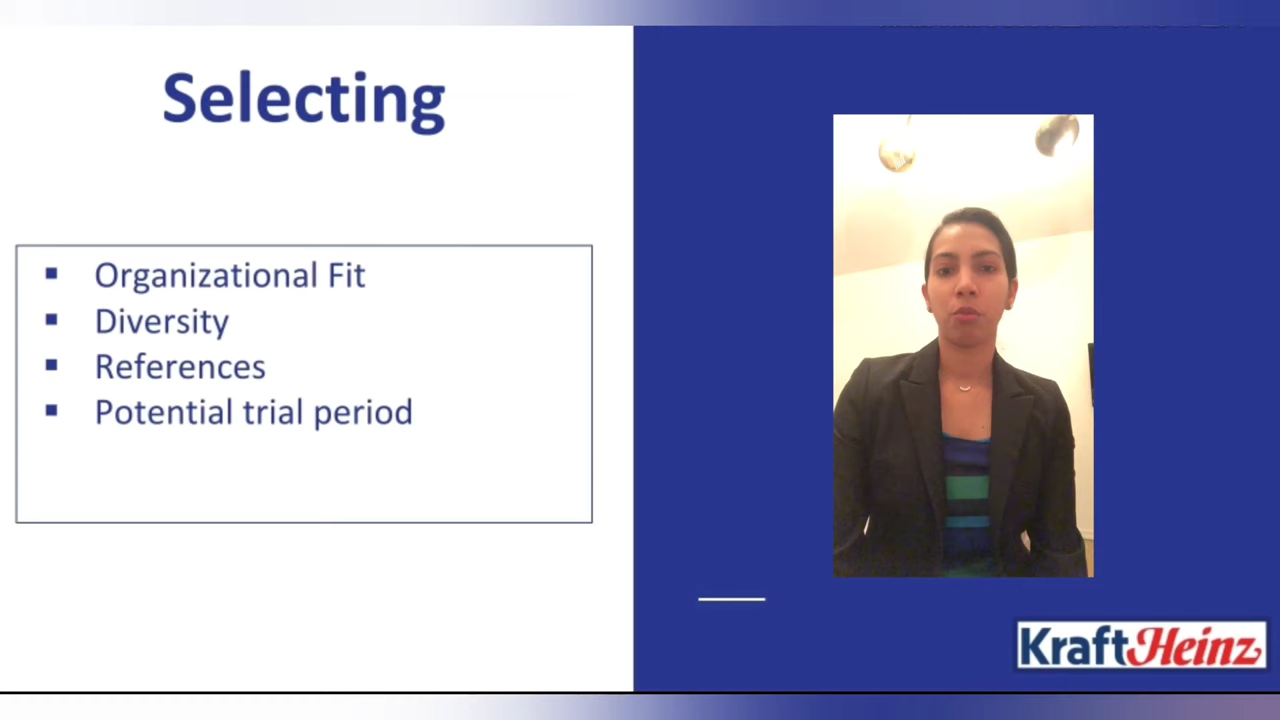 Selecting
Organizational Fit
Diversity
References
Potential trial period
KraftHeinz